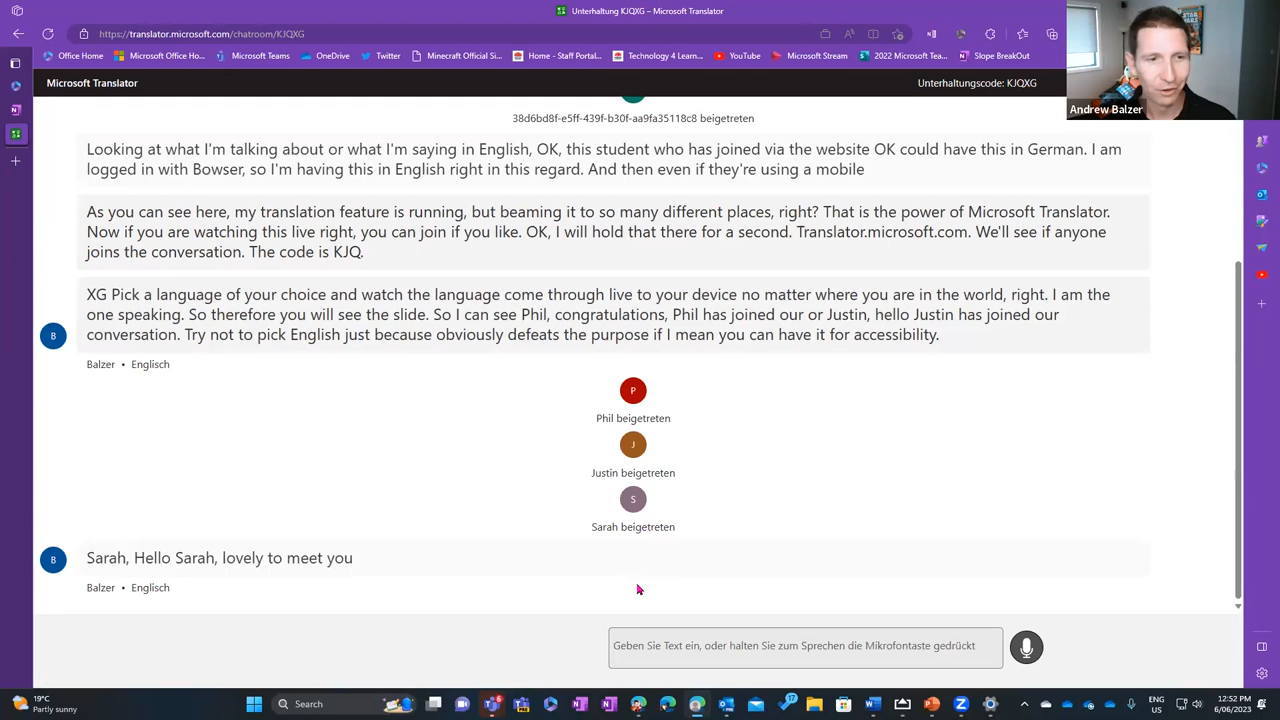 Unterhaltung KJQXG – Microsoft Translator
https://translator.microsoft.com/chatroom/KJQXG
Office Home
Microsoft Office Ho...
Microsoft Teams
OneDrive
Twitter
Minecraft Official Si...
Home - Staff Portal...
Technology 4 Learn...
YouTube
Microsoft Stream
2022 Microsoft Tea...
Slope BreakOut
Microsoft Translator
Unterhaltungscode: KJQXG
Andrew Balzer
38d6bd8f-e5ff-439f-b30f-aa9fa35118c8 beigetreten
Looking at what I'm talking about or what I'm saying in English, OK, this student who has joined via the website OK could have this in German. I am
logged in with Bowser, so I'm having this in English right in this regard. And then even if they're using a mobile
As you can see here, my translation feature is running, but beaming it to so many different places, right? That is the power of Microsoft Translator.
Now if you are watching this live right, you can join if you like. OK, I will hold that there for a second. Translator.microsoft.com. We'll see if anyone
joins the conversation. The code is KJQ.
XG Pick a language of your choice and watch the language come through live to your device no matter where you are in the world, right. I am the
one speaking. So therefore you will see the slide. So I can see Phil, congratulations, Phil has joined our or Justin, hello Justin has joined our
conversation. Try not to pick English just because obviously defeats the purpose if I mean you can have it for accessibility.
B
Balzer • Englisch
P
Phil beigetreten
J
Justin beigetreten
S
Sarah beigetreten
B
Sarah, Hello Sarah, lovely to meet you
Balzer • Englisch
Geben Sie Text ein, oder halten Sie zum Sprechen die Mikrofontaste gedrückt
19°C
Partly sunny
Search
6
17
ENG
US
12:52 PM
6/06/2023